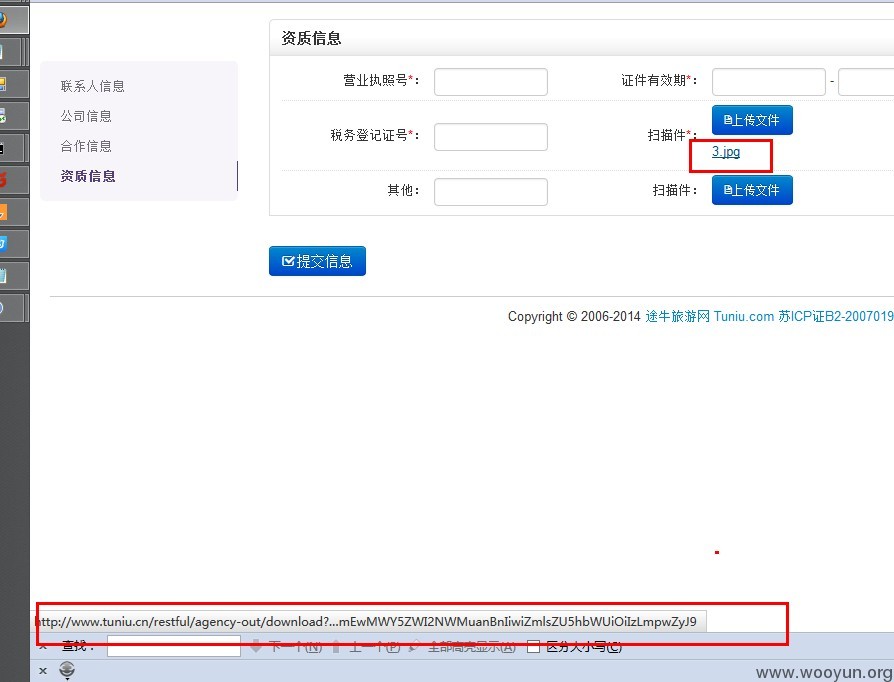 资质信息
联系人信息
公司信息
合作信息
资质信息
营业执照号*：
证件有效期*： -
税务登记证号*：
扫描件*：
上传文件
3.jpg
其他：
扫描件：
上传文件
提交信息
Copyright © 2006-2014 途牛旅游网 Tuniu.com 苏ICP证B2-2007019
http://www.tuniu.cn/restful/agency-out/download?...mEwMWY5ZWI2NWMuanBnIiwiZmlsZU5hbWUiOiIzLmpwZyJ9
× 查找： 下一个(N) 上一个(P) 全部高亮显示(A) 区分大小写(C)
×
www.wooyun.org